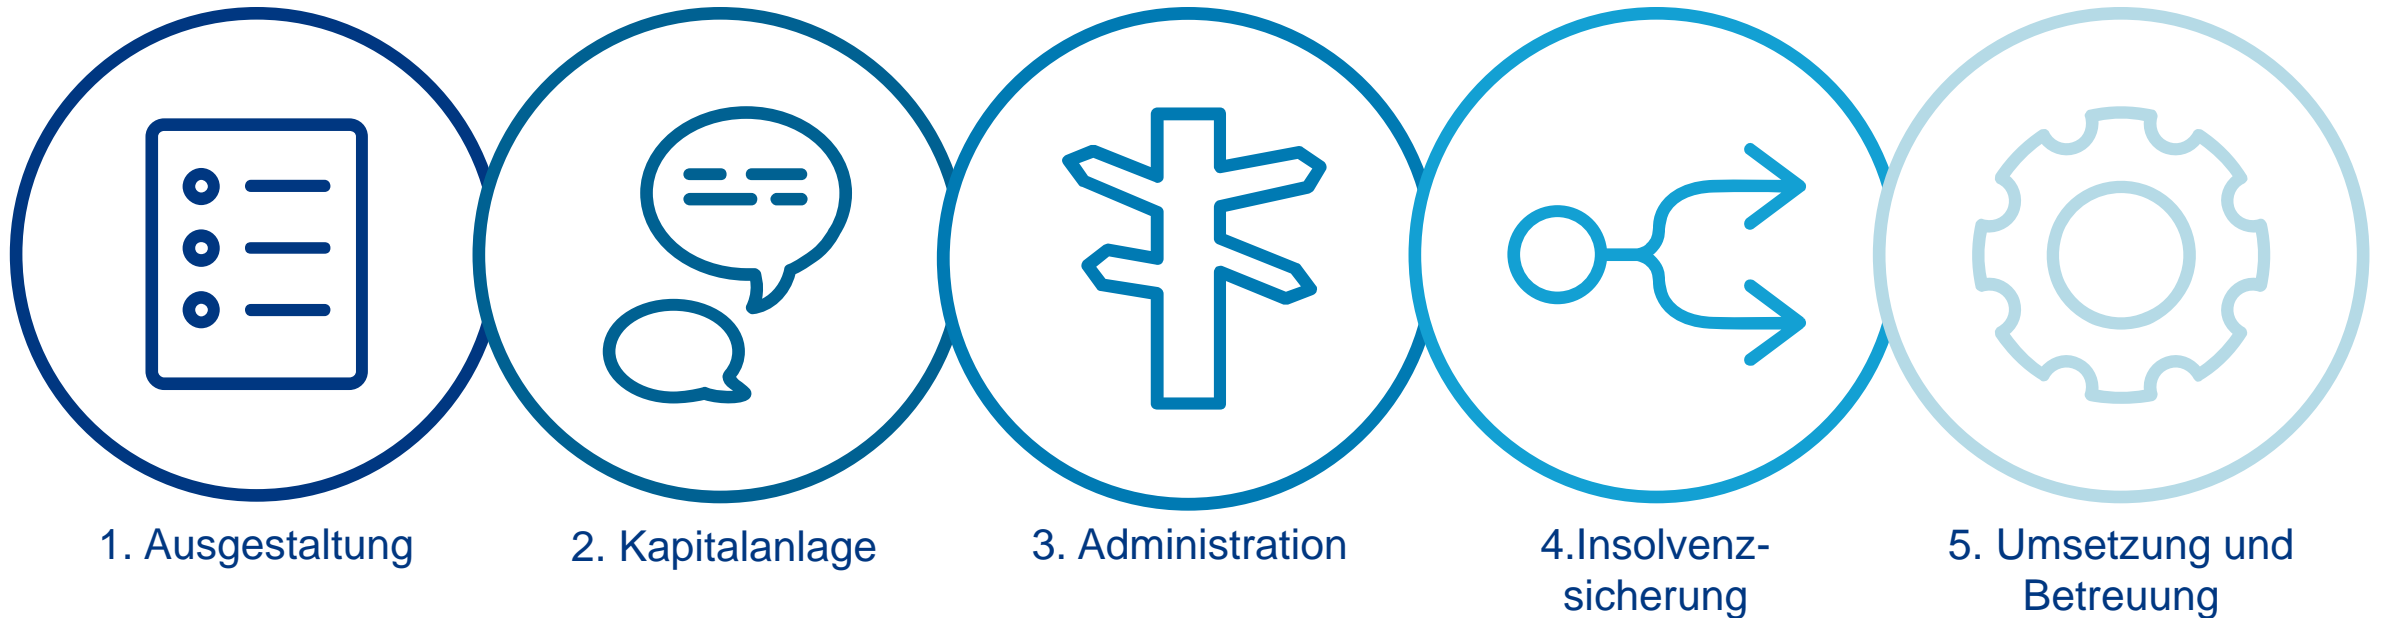 1. Ausgestaltung
2. Kapitalanlage
3. Administration
4.Insolvenz-
sicherung
5. Umsetzung und
Betreuung